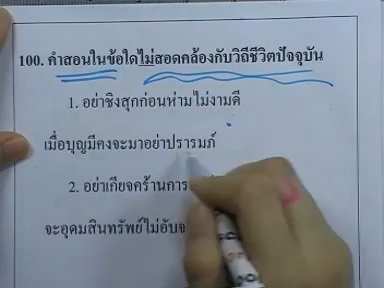 100. คำสอนในข้อใดไม่สอดคล้องกับวิถีชีวิตปัจจุบัน
1. อย่าชิงสุกก่อนห่ามไม่งามดี
เมื่อบุญมีคงจะมาอย่าปรารมภ์
2. อย่าเกียจคร้านการ
จะอุดมสินทรัพย์ไม่อับจ